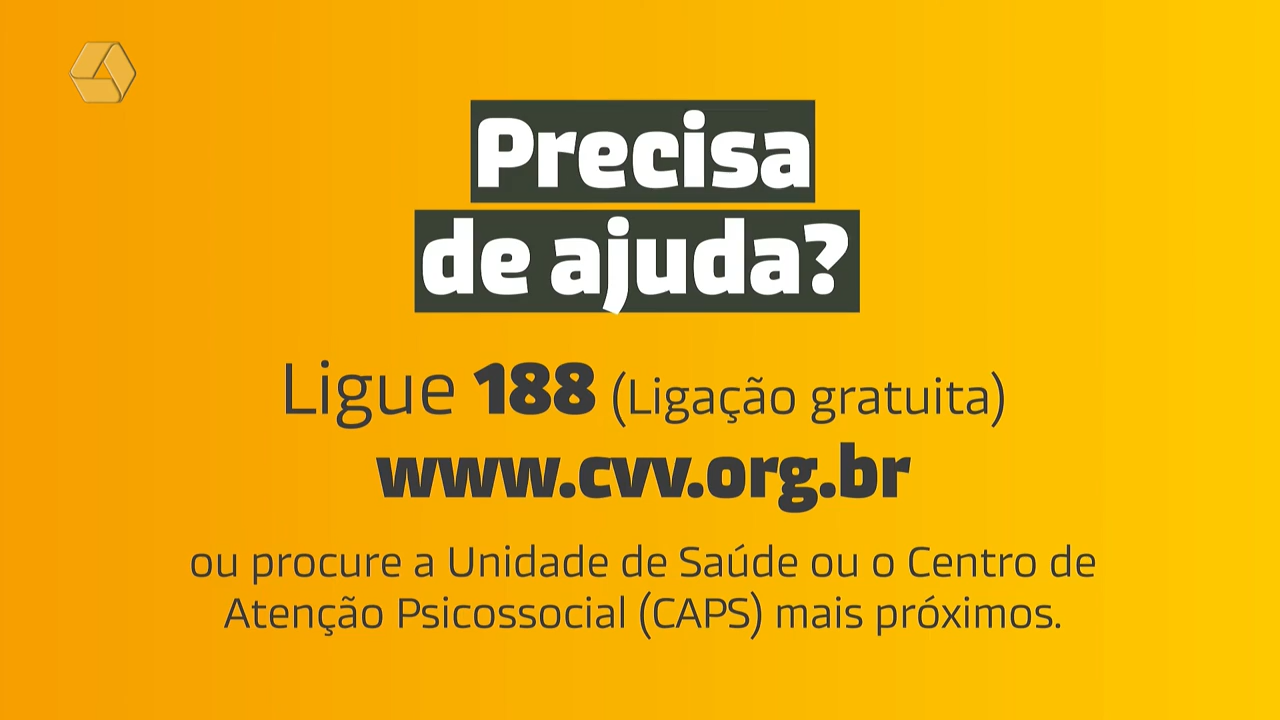 Precisa
de ajuda?
Ligue 188 (Ligação gratuita)
www.cvv.org.br
ou procure a Unidade de Saúde ou o Centro de
Atenção Psicossocial (CAPS) mais próximos.